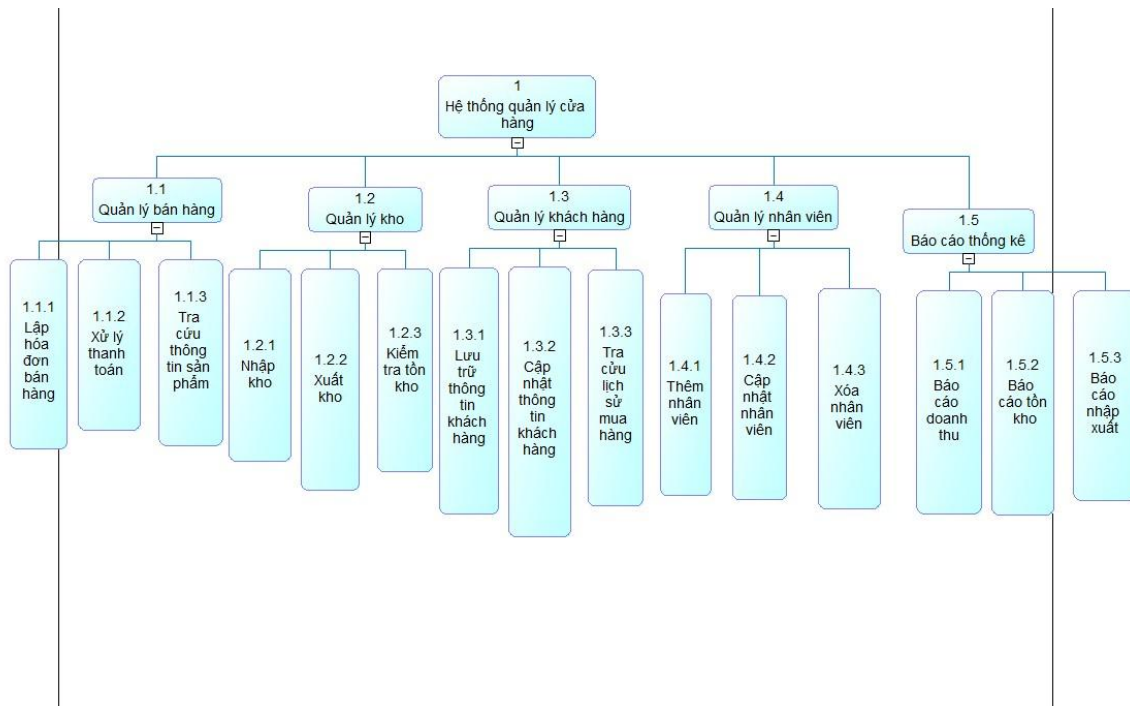 1
Hệ thống quản lý cửa
hàng
1.1
Quản lý bán hàng
1.2
Quản lý kho
1.3
Quản lý khách hàng
1.4
Quản lý nhân viên
1.5
Báo cáo thống kê
1.1.1
Lập
hóa
đơn
bán
hàng
1.1.2
Xử lý
thanh
toán
1.1.3
Tra
cứu
thông
tin sản
phẩm
1.2.1
Nhập
kho
1.2.2
Xuất
kho
1.2.3
Kiểm
tra tồn
kho
1.3.1
Lưu
trữ
thông
tin
khách
hàng
1.3.2
Cập
nhật
thông
tin
khách
hàng
1.3.3
Tra
cửu
lịch
sử
mua
hàng
1.4.1
Thêm
nhân
viên
1.4.2
Cập
nhật
nhân
viên
1.4.3
Xóa
nhân
viên
1.5.1
Báo
cáo
doanh
thu
1.5.2
Báo
cáo tồn
kho
1.5.3
Báo
cáo
nhập
xuất